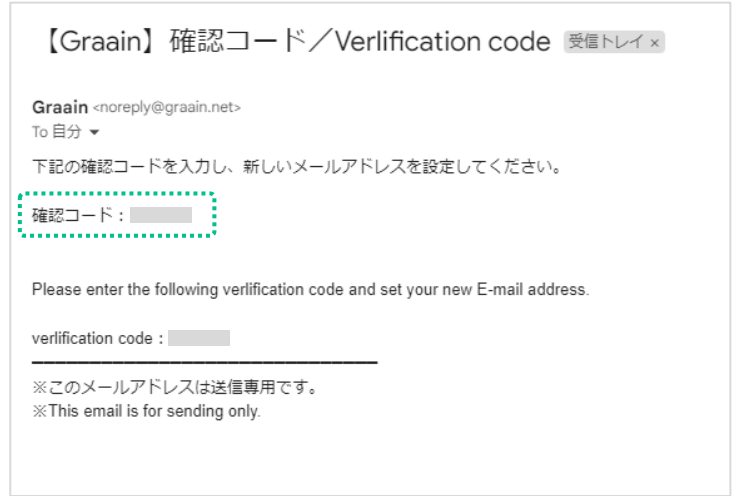 【Graain】確認コード／Verlification code 受信トレイ ×
Graain <noreply@graain.net>
To 自分
下記の確認コードを入力し、新しいメールアドレスを設定してください。
確認コード：
Please enter the following verlification code and set your new E-mail address.
verlification code：
※このメールアドレスは送信専用です。
※This email is for sending only.